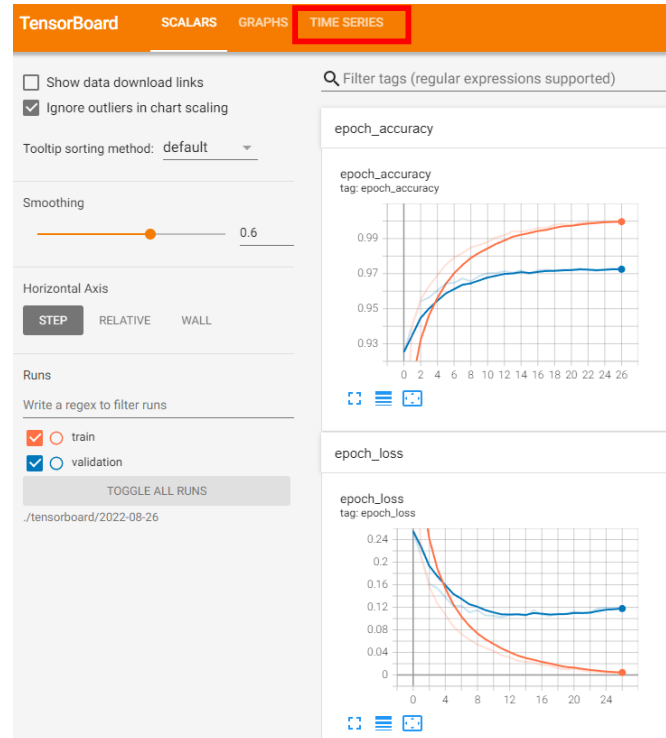 TensorBoard SCALARS GRAPHS TIME SERIES
Show data download links
Ignore outliers in chart scaling
Tooltip sorting method: default
Smoothing
0.6
Horizontal Axis
STEP RELATIVE WALL
Runs
Write a regex to filter runs
train
validation
TOGGLE ALL RUNS
./tensorboard/2022-08-26
Filter tags (regular expressions supported)
epoch_accuracy
epoch_accuracy
tag: epoch_accuracy
0.99
0.97
0.95
0.93
0 2 4 6 8 10 12 14 16 18 20 22 24 26
epoch_loss
epoch_loss
tag: epoch_loss
0.24
0.2
0.16
0.12
0.08
0.04
0
0 4 8 12 16 20 24